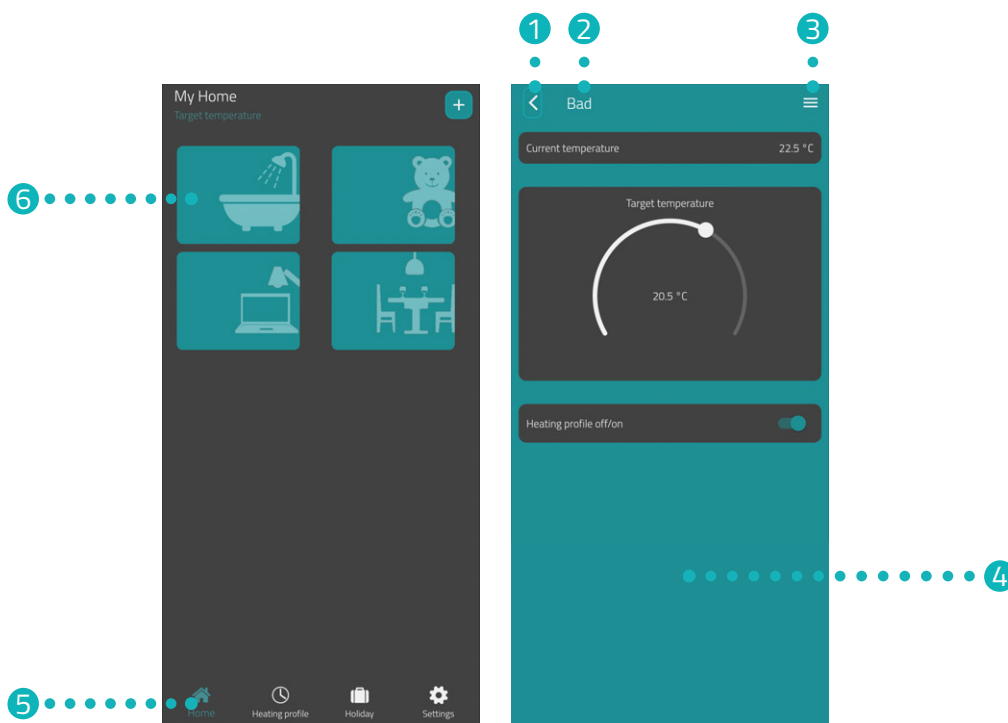 1 2 3
My Home
Target temperature
+
Bad
Current temperature 22.5 °C
6
Target temperature
20.5 °C
Heating profile off/on
4
5
Home Heating profile Holiday Settings